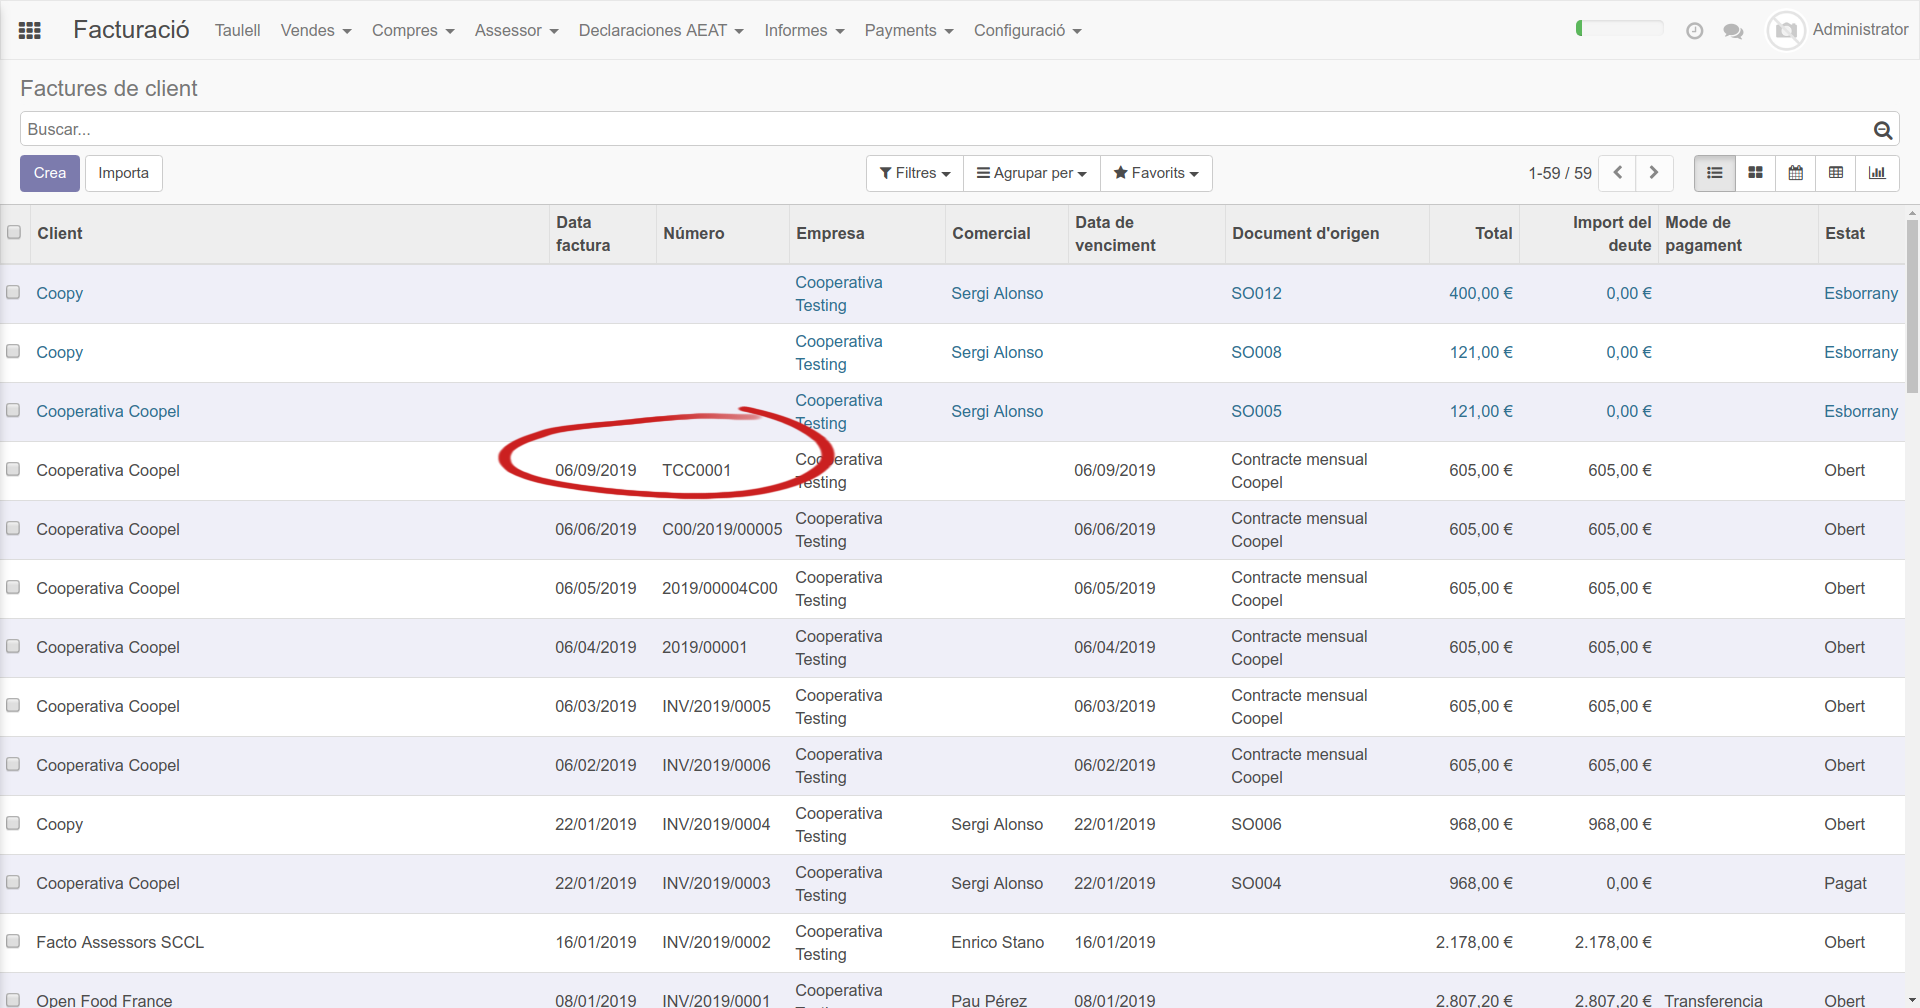 Facturació Taulell Vendes Compres Assessor Declaraciones AEAT Informes Payments Configuració Administrator
Factures de client
Buscar...
Crea Importa Filtres Agrupar per Favorits 1-59 / 59
Client Data factura Número Empresa Comercial Data de venciment Document d'origen Total Import del deute Mode de pagament Estat
Coopy Cooperativa Testing Sergi Alonso SO012 400,00 € 0,00 € Esborrany
Coopy Cooperativa Testing Sergi Alonso SO008 121,00 € 0,00 € Esborrany
Cooperativa Coopel Cooperativa Testing Sergi Alonso SO005 121,00 € 0,00 € Esborrany
Cooperativa Coopel 06/09/2019 TCC0001 Cooperativa Testing 06/09/2019 Contracte mensual Coopel 605,00 € 605,00 € Obert
Cooperativa Coopel 06/06/2019 C00/2019/00005 Cooperativa Testing 06/06/2019 Contracte mensual Coopel 605,00 € 605,00 € Obert
Cooperativa Coopel 06/05/2019 2019/00004C00 Cooperativa Testing 06/05/2019 Contracte mensual Coopel 605,00 € 605,00 € Obert
Cooperativa Coopel 06/04/2019 2019/00001 Cooperativa Testing 06/04/2019 Contracte mensual Coopel 605,00 € 605,00 € Obert
Cooperativa Coopel 06/03/2019 INV/2019/0005 Cooperativa Testing 06/03/2019 Contracte mensual Coopel 605,00 € 605,00 € Obert
Cooperativa Coopel 06/02/2019 INV/2019/0006 Cooperativa Testing 06/02/2019 Contracte mensual Coopel 605,00 € 605,00 € Obert
Coopy 22/01/2019 INV/2019/0004 Cooperativa Testing Sergi Alonso 22/01/2019 SO006 968,00 € 968,00 € Obert
Cooperativa Coopel 22/01/2019 INV/2019/0003 Cooperativa Testing Sergi Alonso 22/01/2019 SO004 968,00 € 0,00 € Pagat
Facto Assessors SCCL 16/01/2019 INV/2019/0002 Cooperativa Testing Enrico Stano 16/01/2019 2.178,00 € 2.178,00 € Obert
Open Food France 08/01/2019 INV/2019/0001 Cooperativa Pau Pérez 08/01/2019 2.807,20 € 2.807,20 € Transferencia Obert